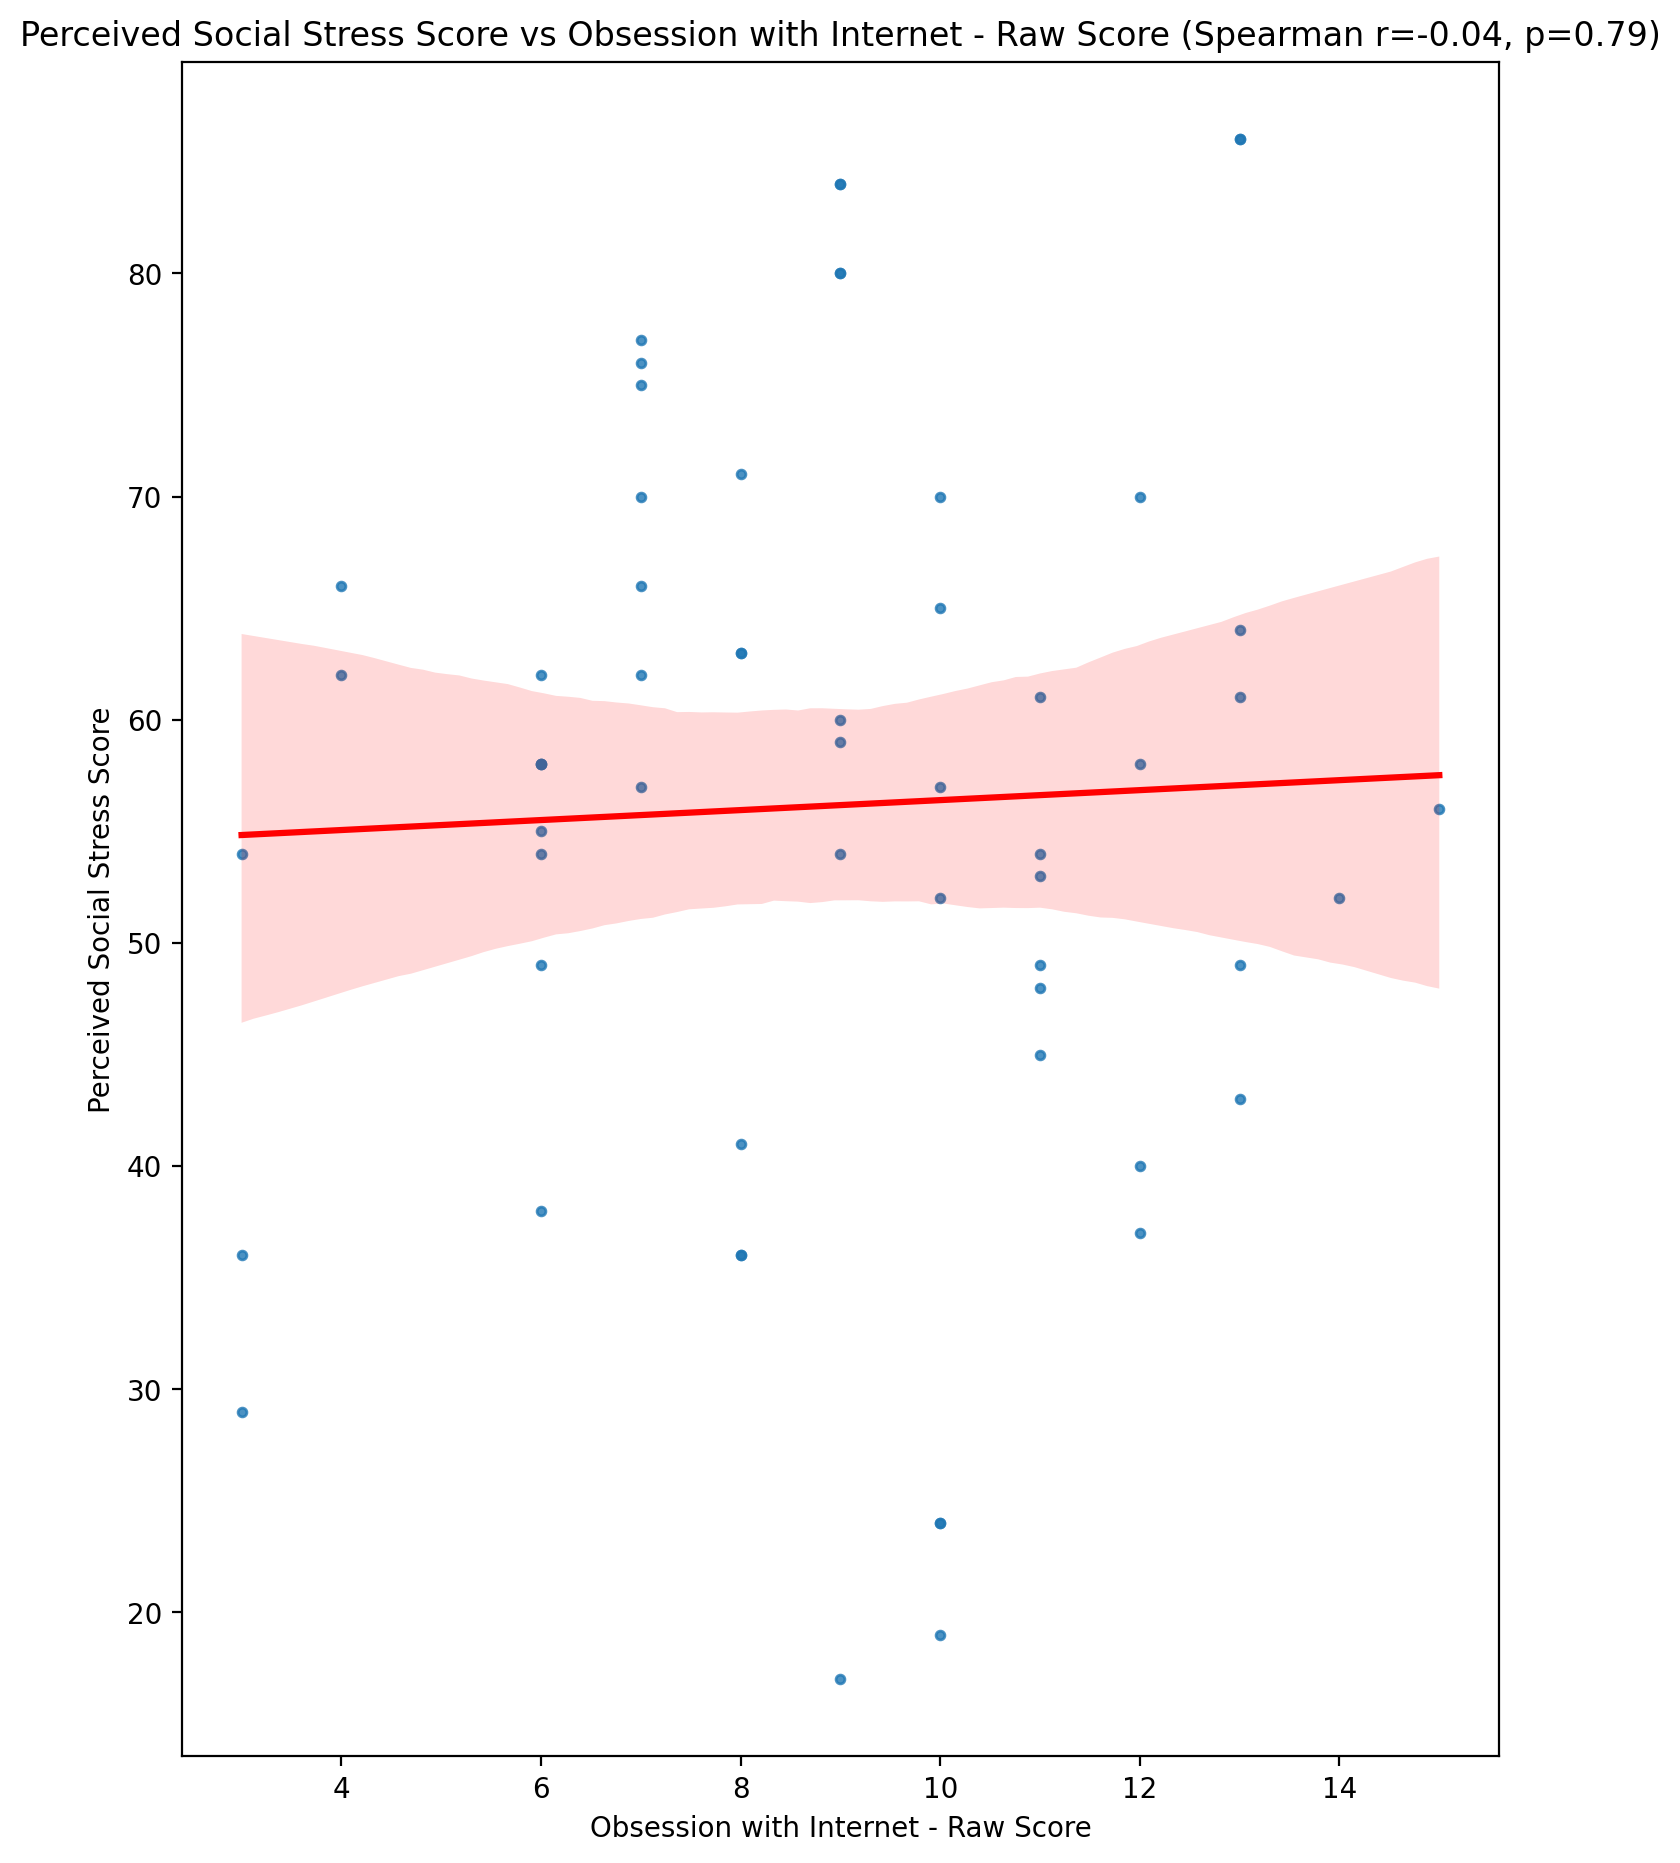 Perceived Social Stress Score vs Obsession with Internet - Raw Score (Spearman r=-0.04, p=0.79)
Perceived Social Stress Score
80
70
60
50
40
30
20
4 6 8 10 12 14
Obsession with Internet - Raw Score